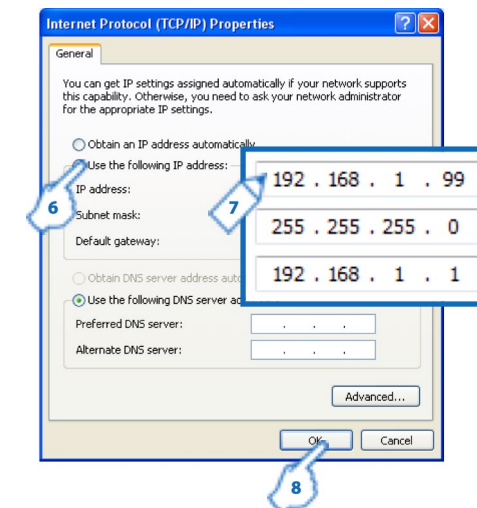 Internet Protocol (TCP/IP) Properties
General
You can get IP settings assigned automatically if your network supports
this capability. Otherwise, you need to ask your network administrator
for the appropriate IP settings.
Obtain an IP address automatically
Use the following IP address:
6
IP address:
7
192 . 168 . 1 . 99
Subnet mask:
255 . 255 . 255 . 0
Default gateway:
192 . 168 . 1 . 1
Obtain DNS server address
Use the following DNS server
Preferred DNS server:
. . .
Alternate DNS server:
. . .
Advanced...
OK
Cancel
8